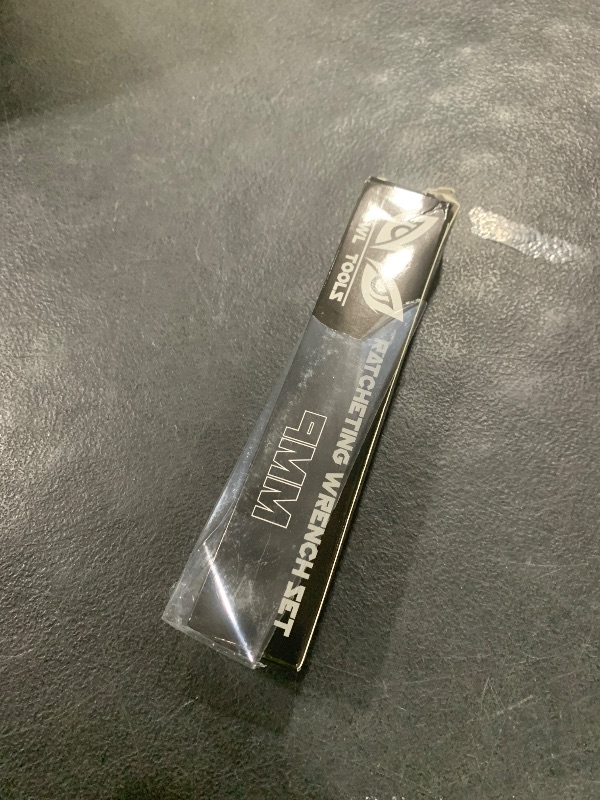 TOOLS
RATCHETING WRENCH SET
9MM